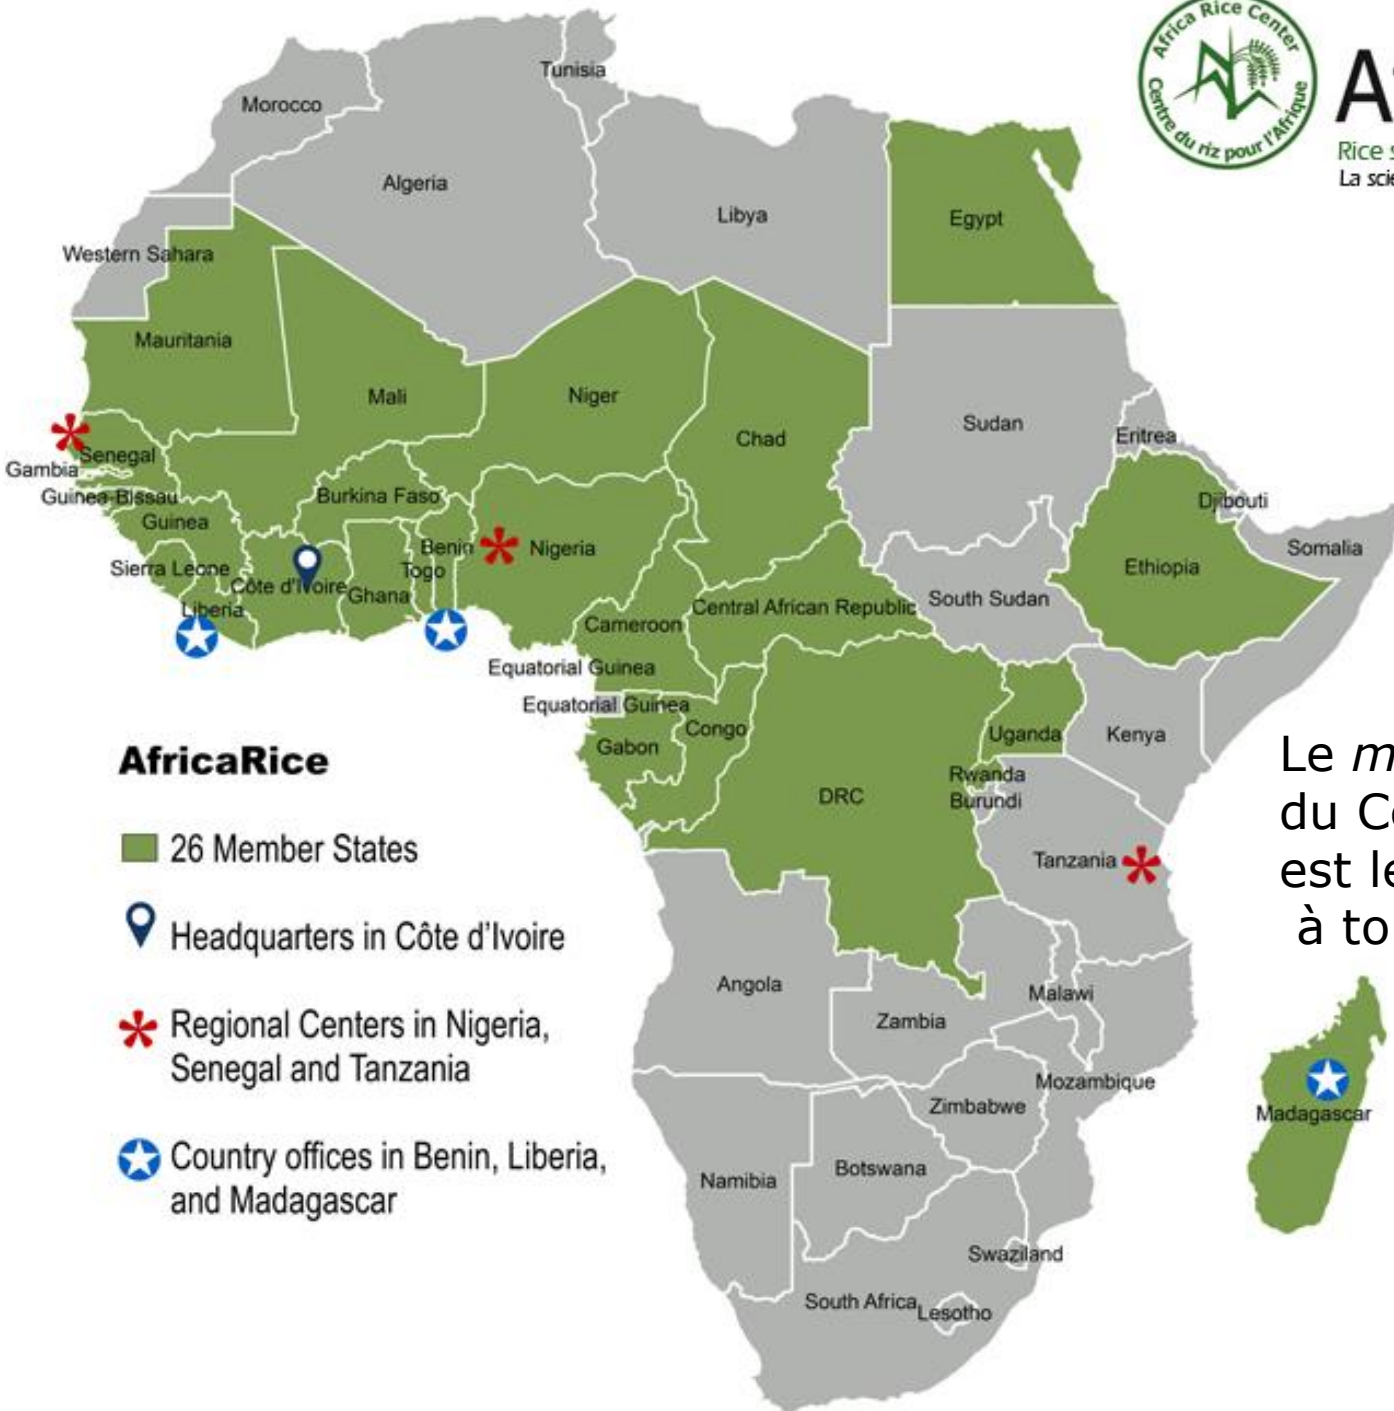 Africa Rice Center
Centre du riz pour l'Afrique
Rice
La
Tunisia
Morocco
Algeria
Libya
Egypt
Western Sahara
Mauritania
Mali
Niger
Chad
Sudan
Eritrea
Senegal
Gambia
Guinea-Bissau
Burkina Faso
Djibouti
Guinea
Benin
Nigeria
Somalia
Sierra Leone
Togo
Ethiopia
Côte d'Ivoire
Ghana
Liberia
Central African Republic
South Sudan
Cameroon
Equatorial Guinea
Equatorial Guinea
Congo
Gabon
Uganda
Kenya
Rwanda
DRC
Burundi
Tanzania
Angola
Malawi
Zambia
Mozambique
Zimbabwe
Madagascar
Botswana
Namibia
Swaziland
South Africa
Lesotho
AfricaRice
26 Member States
Headquarters in Côte d'Ivoire
Regional Centers in Nigeria,
Senegal and Tanzania
Country offices in Benin, Liberia,
and Madagascar
Le
du
est
à